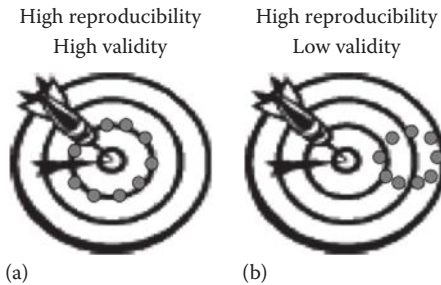 High reproducibility
High validity
High reproducibility
Low validity
(a)
(b)